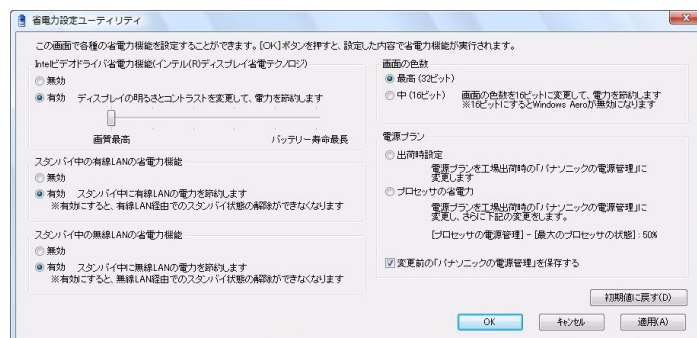 省電力設定ユーティリティ
この画面で各種の省電力機能を設定することができます。[OK]ボタンを押すと、設定した内容で省電力機能が実行されます。
Intelビデオドライバ省電力機能(インテル(R)ディスプレイ省電テクノロジ)
無効
有効 ディスプレイの明るさとコントラストを変更して、電力を節約します
画質最高 バッテリー寿命最長
スタンバイ中の有線LANの省電力機能
無効
有効 スタンバイ中に有線LANの電力を節約します
※有効にすると、有線LAN経由でのスタンバイ状態の解除ができなくなります
スタンバイ中の無線LANの省電力機能
無効
有効 スタンバイ中に無線LANの電力を節約します
※有効にすると、無線LAN経由でのスタンバイ状態の解除ができなくなります
画面の色数
最高(32ビット)
中(16ビット) 画面の色数を16ビットに変更して、電力を節約します
※16ビットにするとWindows Aeroが無効になります
電源プラン
出荷時設定
電源プランを工場出荷時の「パナソニックの電源管理」に
変更します
プロセッサの省電力
電源プランを工場出荷時の「パナソニックの電源管理」に
変更し、さらに下記の変更をします。
[プロセッサの電源管理] - [最大のプロセッサの状態] : 50%
変更前の「パナソニックの電源管理」を保存する
初期値に戻す(D)
OK キャンセル 適用(A)